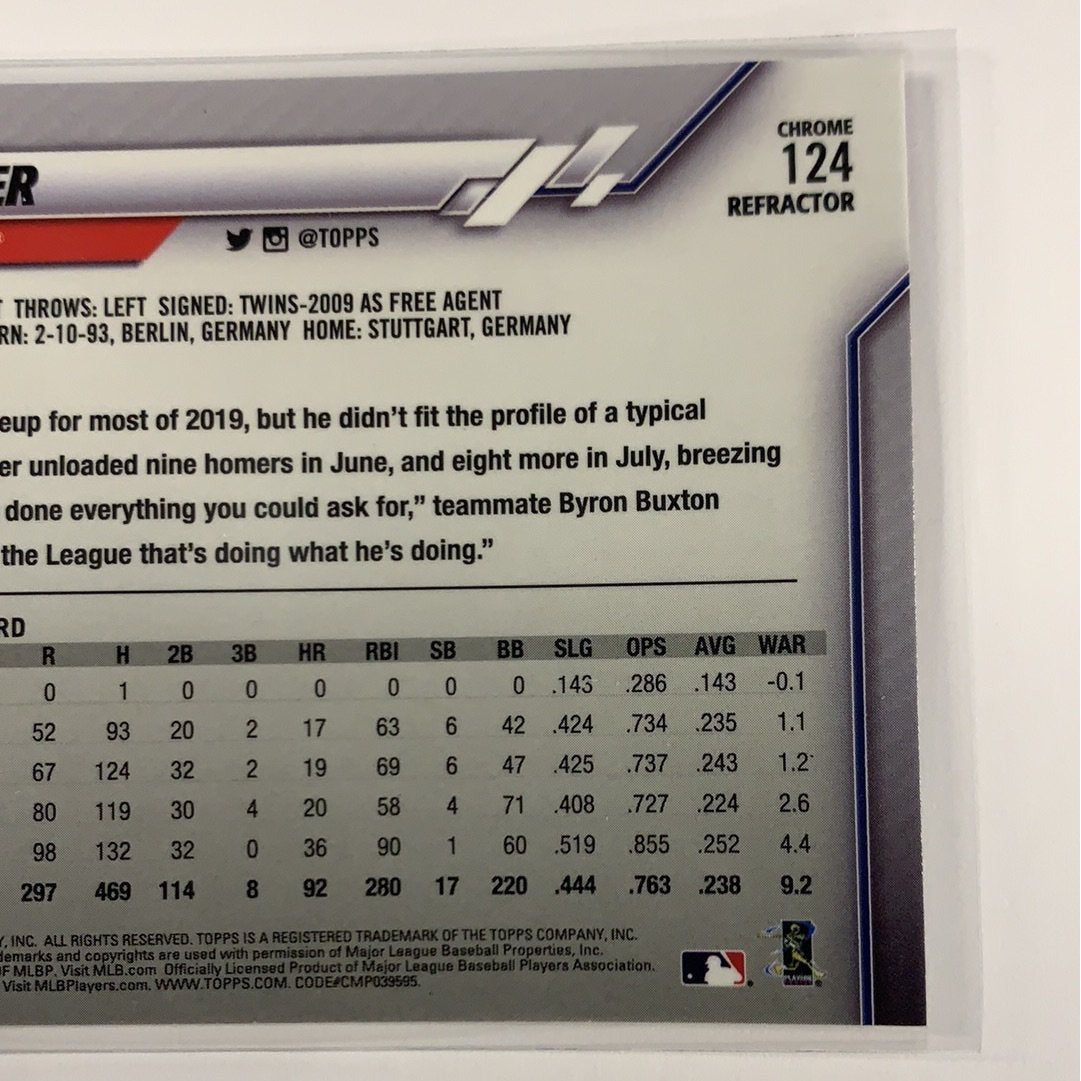 CHROME
124
REFRACTOR
ER
@TOPPS
THROWS: LEFT SIGNED: TWINS-2009 AS FREE AGENT
RN: 2-10-93, BERLIN, GERMANY HOME: STUTTGART, GERMANY
eup for most of 2019, but he didn't fit the profile of a typical
er unloaded nine homers in June, and eight more in July, breezing
done everything you could ask for,” teammate Byron Buxton
the League that's doing what he's doing.”
RD
R H 2B 3B HR RBI SB BB SLG OPS AVG WAR
0 1 0 0 0 0 0 0 .143 .286 .143 -0.1
52 93 20 2 17 63 6 42 .424 .734 .235 1.1
67 124 32 2 19 69 6 47 .425 .737 .243 1.2
80 119 30 4 20 58 4 71 .408 .727 .224 2.6
98 132 32 0 36 90 1 60 .519 .855 .252 4.4
297 469 114 8 92 280 17 220 .444 .763 .238 9.2
Y, INC. ALL RIGHTS RESERVED. TOPPS IS A REGISTERED TRADEMARK OF THE TOPPS COMPANY, INC.
demarks and copyrights are used with permission of Major League Baseball Properties, Inc.
OF MLBP. Visit MLB.com Officially Licensed Product of Major League Baseball Players Association.
Visit MLBPlayers.com. WWW.TOPPS.COM. CODE#CMP039595.